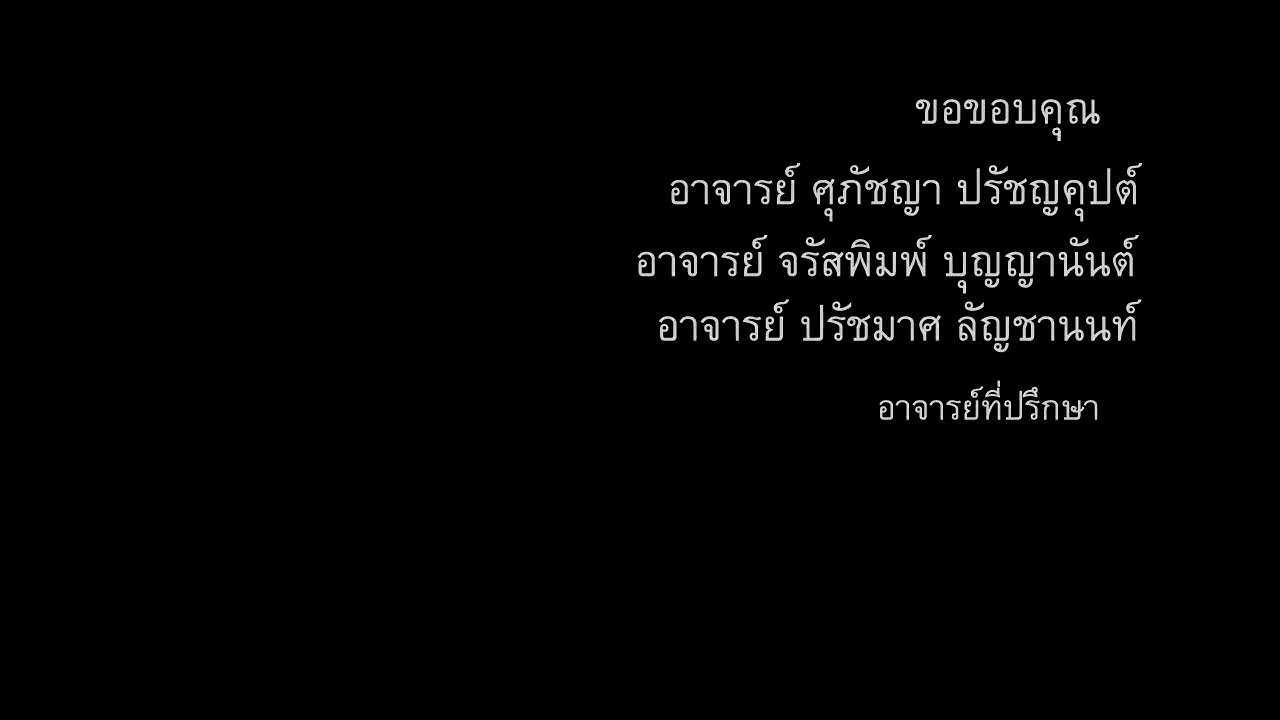 ขอขอบคุณ
อาจารย์ ศุภัชญา ปรัชญคุปต์
อาจารย์ จรัสพิมพ์ บุญญานันต์
อาจารย์ ปรัชมาศ ลัญชานนท์
อาจารย์ที่ปรึกษา